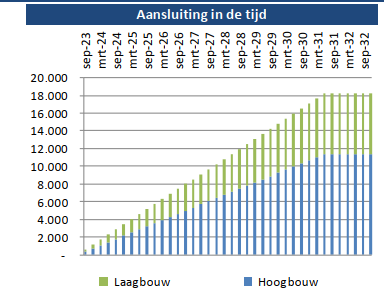 Aansluiting in de tijd
sep-23
mrt-24
sep-24
mrt-25
sep-25
mrt-26
sep-26
mrt-27
sep-27
mrt-28
sep-28
mrt-29
sep-29
mrt-30
sep-30
mrt-31
sep-31
mrt-32
sep-32
20.000
18.000
16.000
14.000
12.000
10.000
8.000
6.000
4.000
2.000
-
Laagbouw Hoogbouw